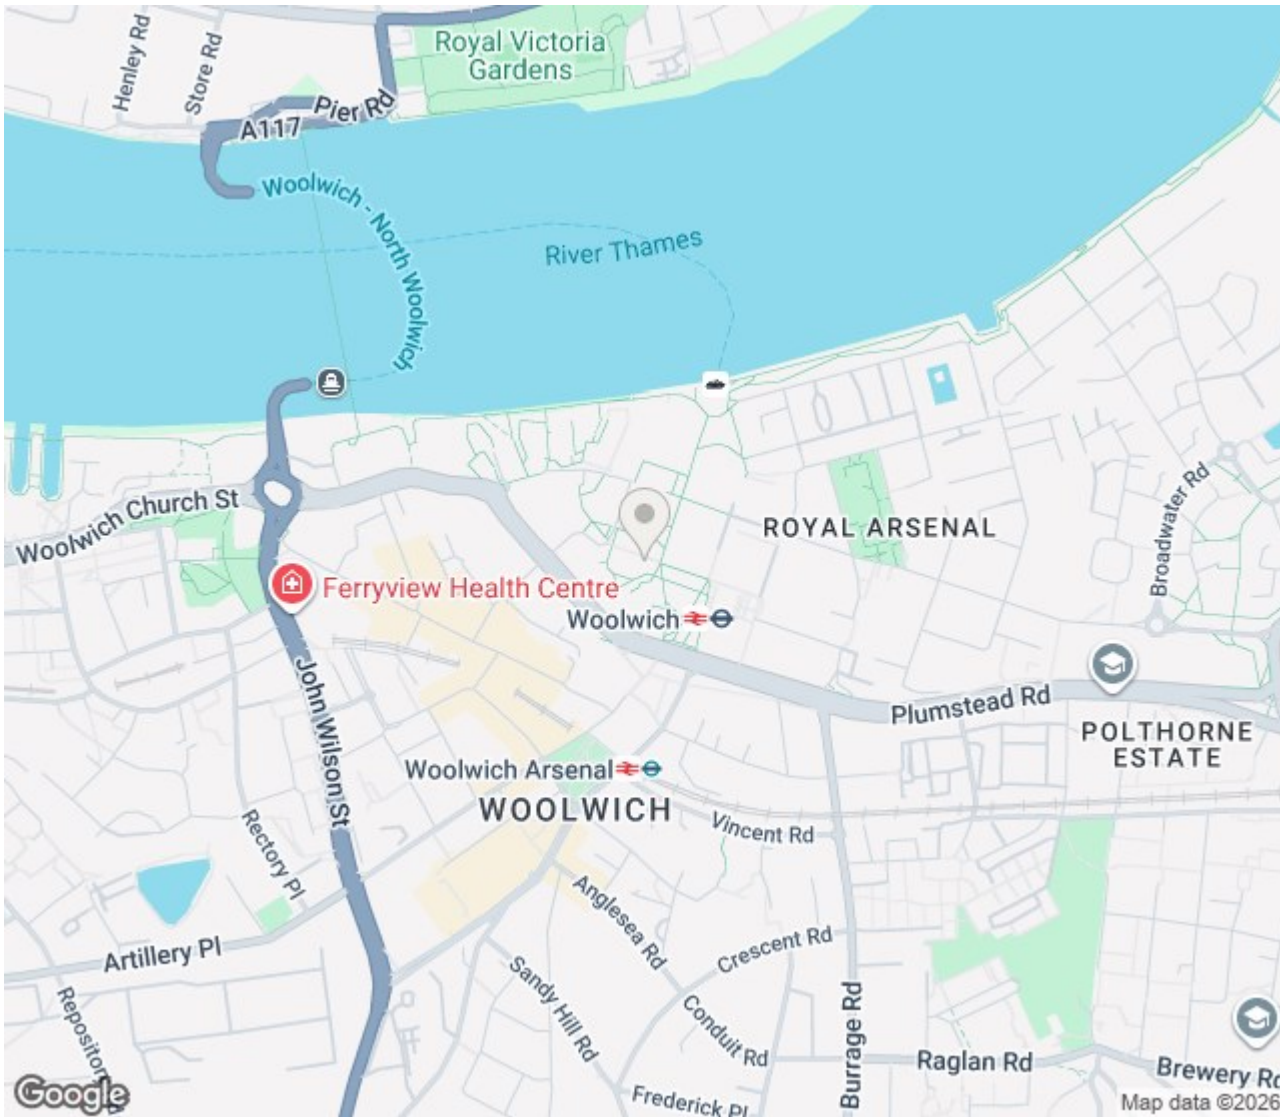 Henley Rd
Store Rd
Pier Rd
A117
Royal Victoria
Gardens
Woolwich - North Woolwich
River Thames
Woolwich Church St
ROYAL ARSENAL
Broadwater Rd
Ferryview Health Centre
Woolwich
John Wilson St
Plumstead Rd
POLTHORNE
ESTATE
Woolwich Arsenal
WOOLWICH
Vincent Rd
Rectory Pl
Anglesea Rd
Crescent Rd
Artillery Pl
Sandy Hill Rd
Conduit Rd
Burrage Rd
Raglan Rd
Brewery Rd
Frederick Pl
Google
Map data ©2026